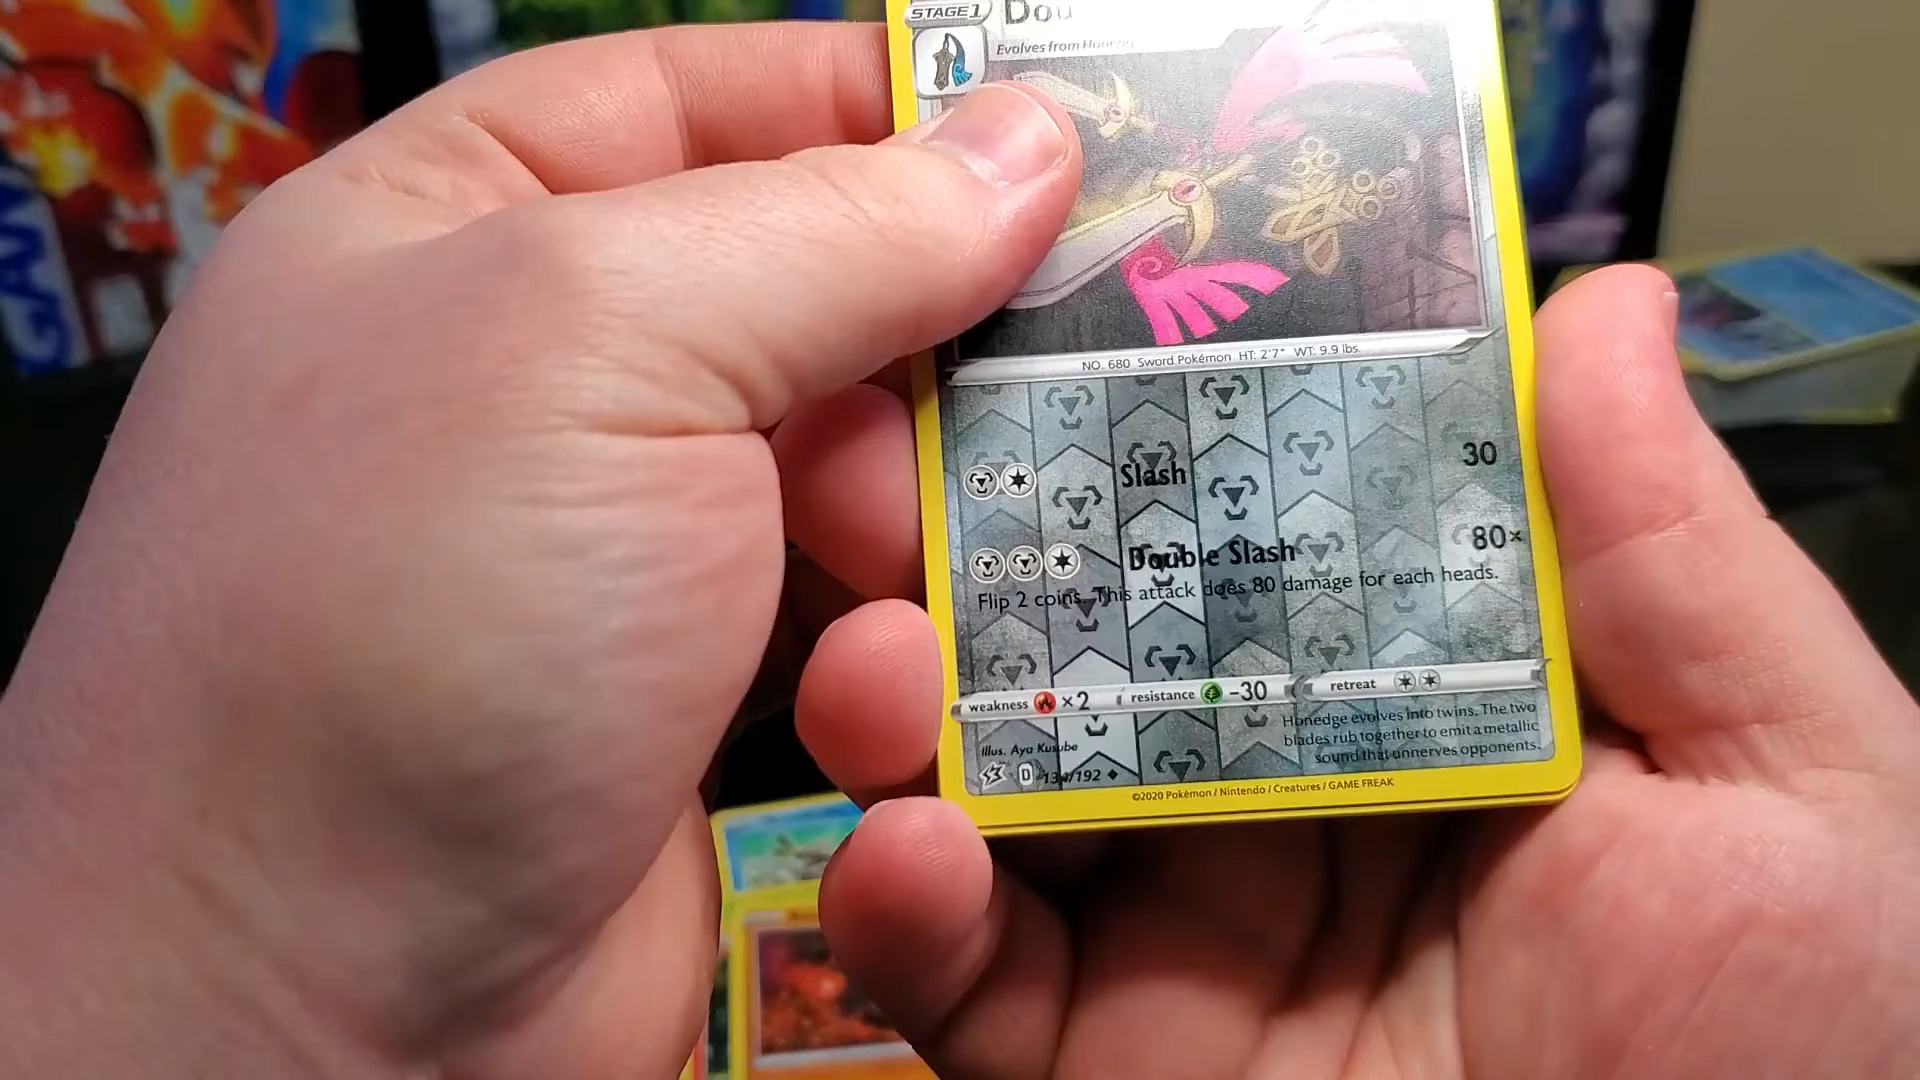 STAGE 1 Dou
Evolves from
NO. 680 Sword Pokémon HT: 2'7" WT: 9.9 lbs.
Slash 30
Double Slash 80×
Flip 2 coins. This attack does 80 damage for each heads.
weakness ×2 resistance -30 retreat
Honedge evolves into twins. The two
blades rub together to emit a metallic
sound that unnerves opponents.
Illus. Aya Kusube
D 134/192
©2020 Pokémon / Nintendo / Creatures / GAME FREAK